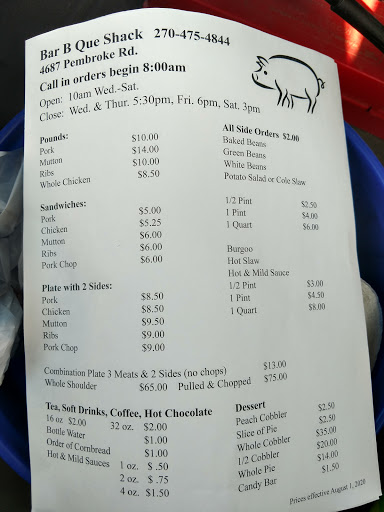 Bar B Que Shack 270-475-4844
4687 Pembroke Rd.
Call in orders begin 8:00am
Open: 10am Wed.-Sat.
Close: Wed. & Thur. 5:30pm, Fri. 6pm, Sat. 3pm
Pounds:
Pork $10.00
Mutton $14.00
Ribs $10.00
Whole Chicken $8.50
Sandwiches:
Pork $5.00
Chicken $5.25
Mutton $6.00
Ribs $6.00
Pork Chop $6.00
Plate with 2 Sides:
Pork $8.50
Chicken $8.50
Mutton $9.50
Ribs $9.00
Pork Chop $9.00
All Side Orders $2.00
Baked Beans
Green Beans
White Beans
Potato Salad or Cole Slaw
1/2 Pint $2.50
1 Pint $4.00
1 Quart $6.00
Burgoo
Hot Slaw
Hot & Mild Sauce
1/2 Pint $3.00
1 Pint $4.50
1 Quart $8.00
Combination Plate 3 Meats & 2 Sides (no chops) $13.00
Whole Shoulder $65.00 Pulled & Chopped $75.00
Tea, Soft Drinks, Coffee, Hot Chocolate
16 oz $2.00 32 oz. $2.00
Bottle Water $1.00
Order of Cornbread $1.00
Hot & Mild Sauces 1 oz. $ .50
2 oz. $ .75
4 oz. $1.50
Dessert
Peach Cobbler $2.50
Slice of Pie $2.50
Whole Cobbler $35.00
1/2 Cobbler $20.00
Whole Pie $14.00
Candy Bar $1.50
Prices effective August 1, 2020